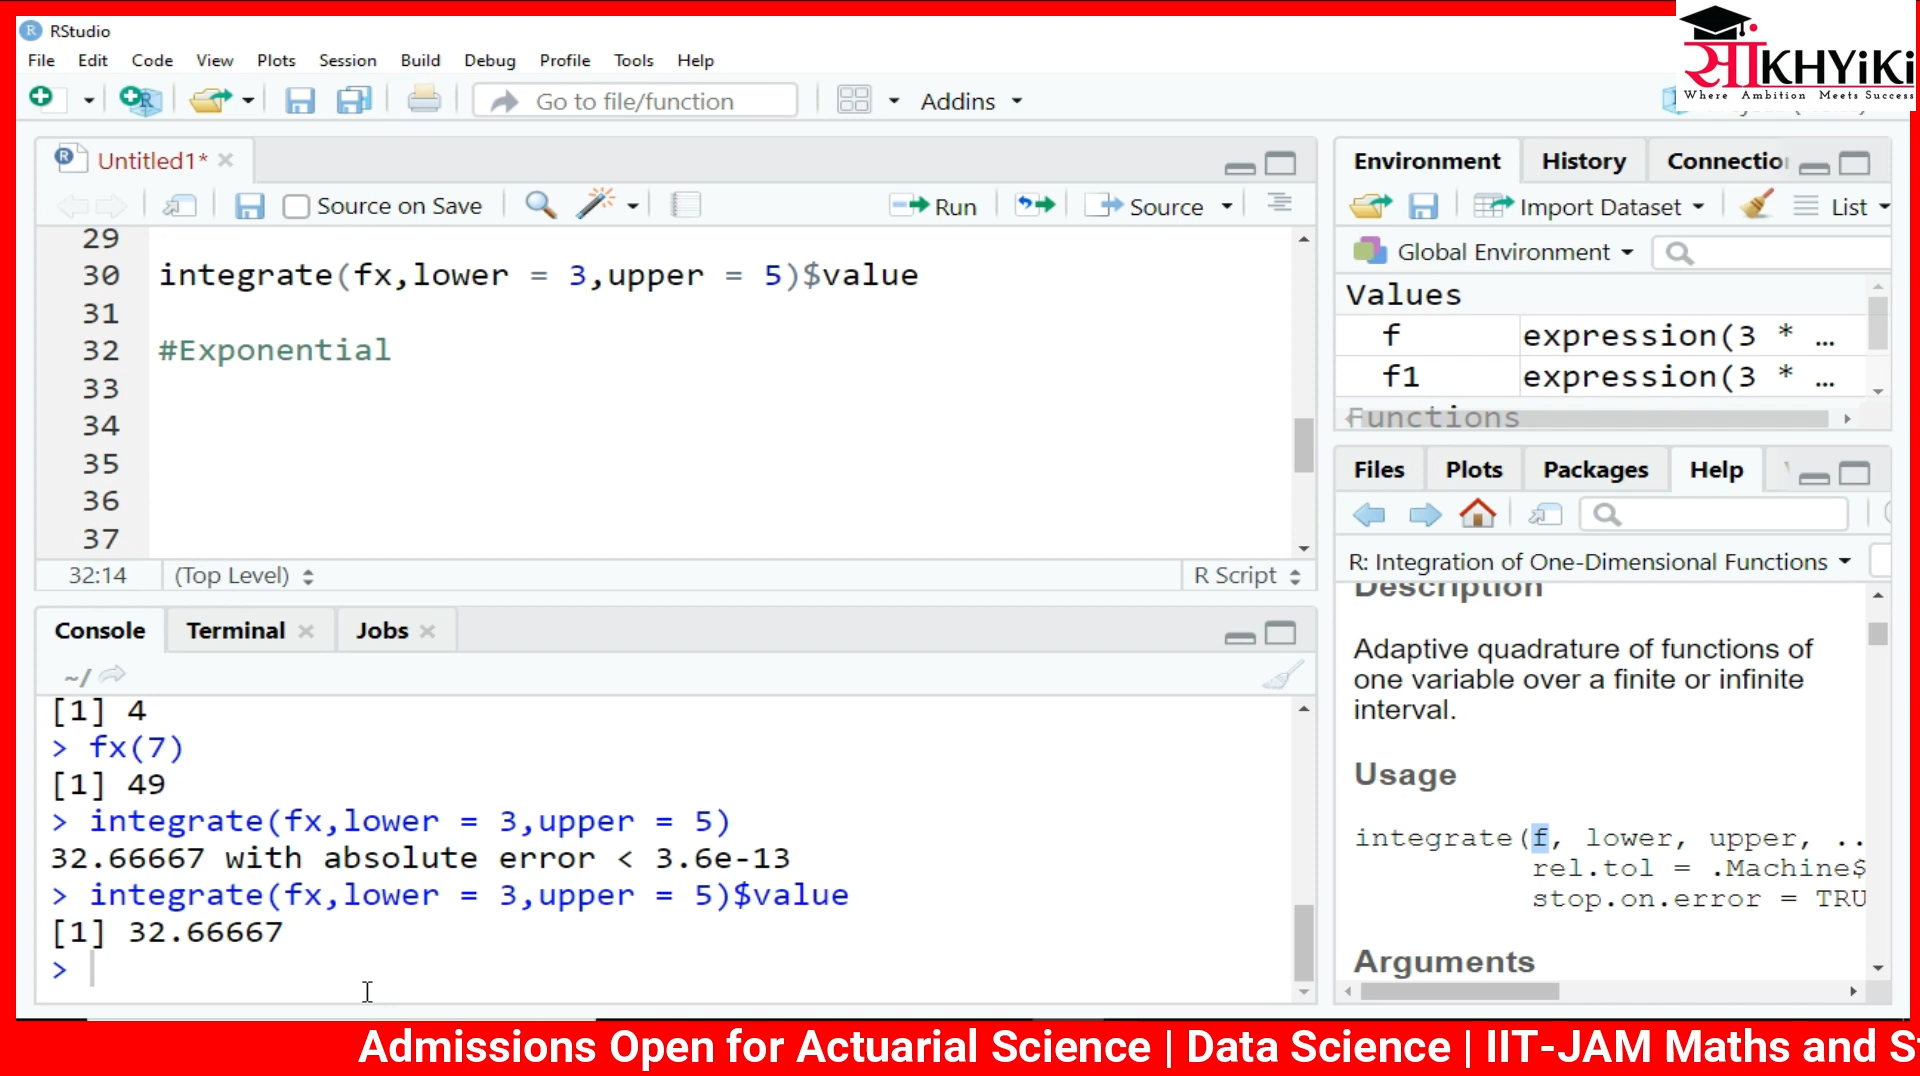 RStudio
सांKHYiKi
Where Ambition Meets Success
File Edit Code View Plots Session Build Debug Profile Tools Help
Go to file/function
Addins
Untitled1*
Source on Save
Run
Source
29
30 integrate(fx,lower = 3,upper = 5)$value
31
32 #Exponential
33
34
35
36
37
32:14 (Top Level) R Script
Console Terminal Jobs
~/
[1] 4
> fx(7)
[1] 49
> integrate(fx,lower = 3,upper = 5)
32.66667 with absolute error < 3.6e-13
> integrate(fx,lower = 3,upper = 5)$value
[1] 32.66667
>
Environment History Connectio
Import Dataset List
Global Environment
Values
f expression(3 * …
f1 expression(3 * …
Functions
Files Plots Packages Help
R: Integration of One-Dimensional Functions
Description
Adaptive quadrature of functions of
one variable over a finite or infinite
interval.
Usage
integrate(f, lower, upper, ..
rel.tol = .Machine$
stop.on.error = TRU
Arguments
Admissions Open for Actuarial Science | Data Science | IIT-JAM Maths and S